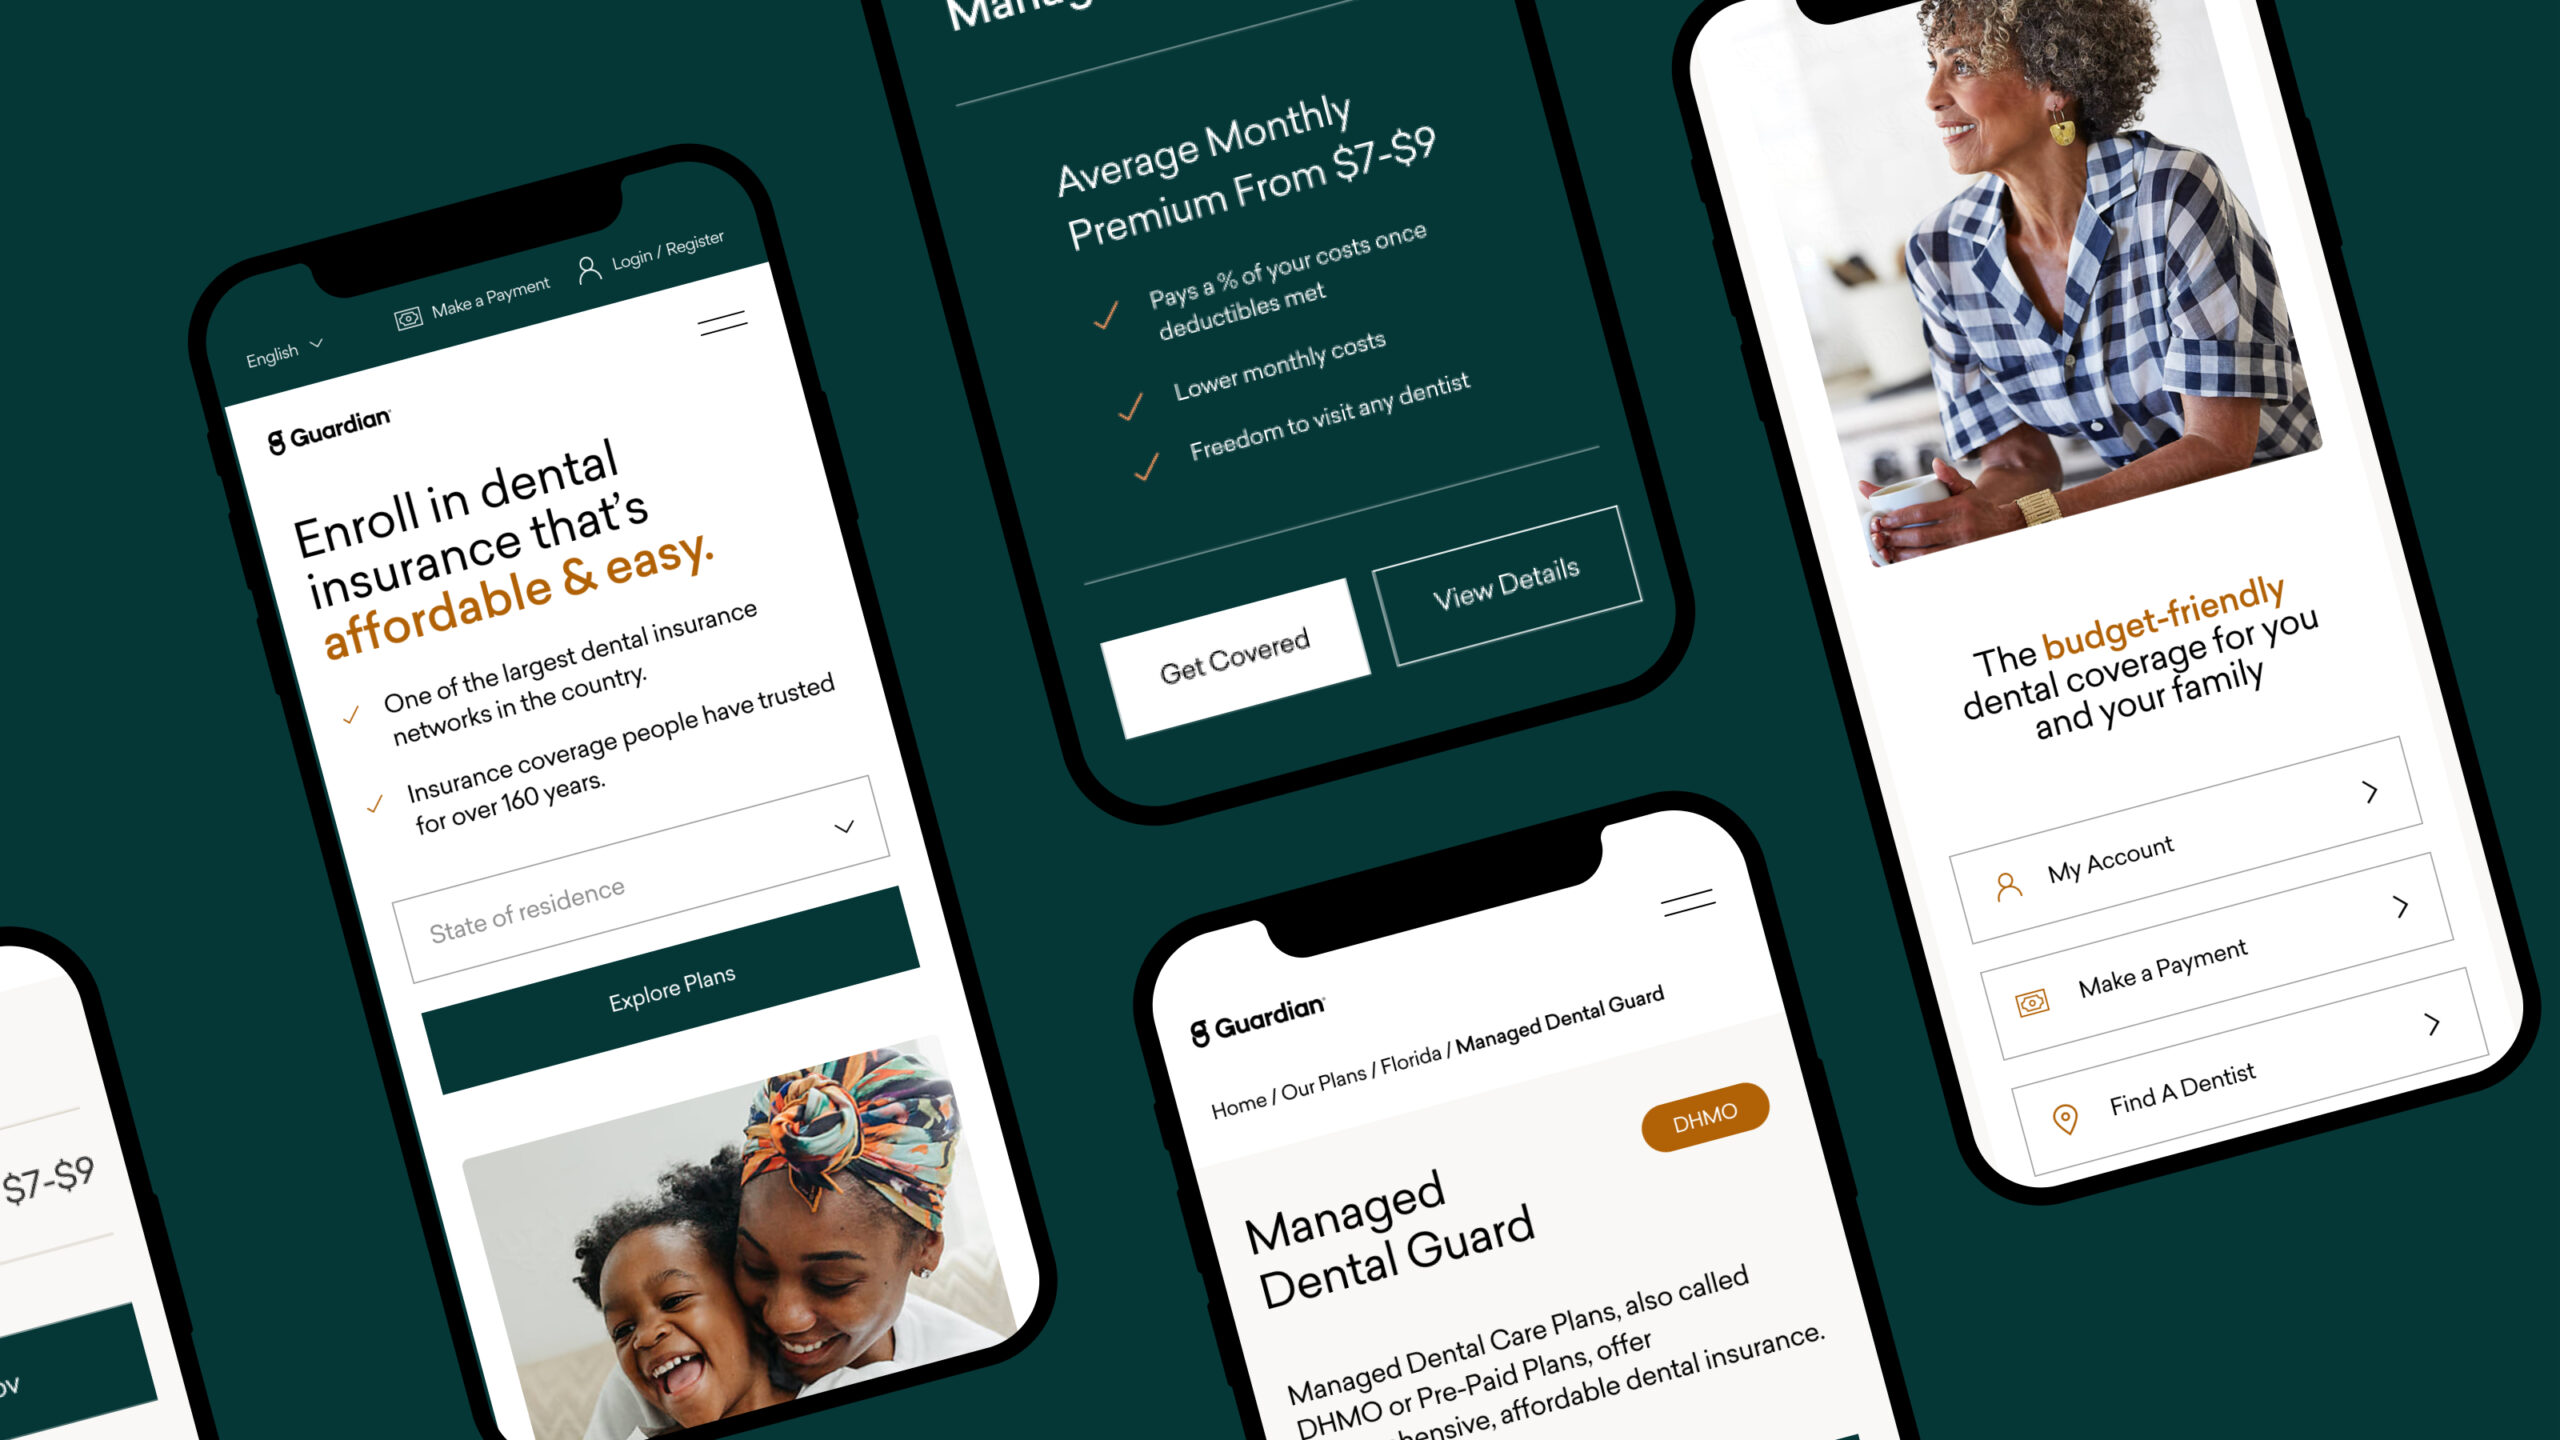 English
Make a Payment
Login / Register
Guardian
Enroll in dental
insurance that's
affordable & easy.
One of the largest dental insurance
networks in the country.
Insurance coverage people have trusted
for over 160 years.
State of residence
Explore Plans
$7-$9
Average Monthly
Premium From $7-$9
Pays a % of your costs once
deductibles met
Lower monthly costs
Freedom to visit any dentist
Get Covered
View Details
Guardian
Home / Our Plans / Florida / Managed Dental Guard
DHMO
Managed
Dental Guard
Managed Dental Care Plans, also called
DHMO or Pre-Paid Plans, offer
affordable dental insurance.
The budget-friendly
dental coverage for you
and your family
My Account
Make a Payment
Find A Dentist